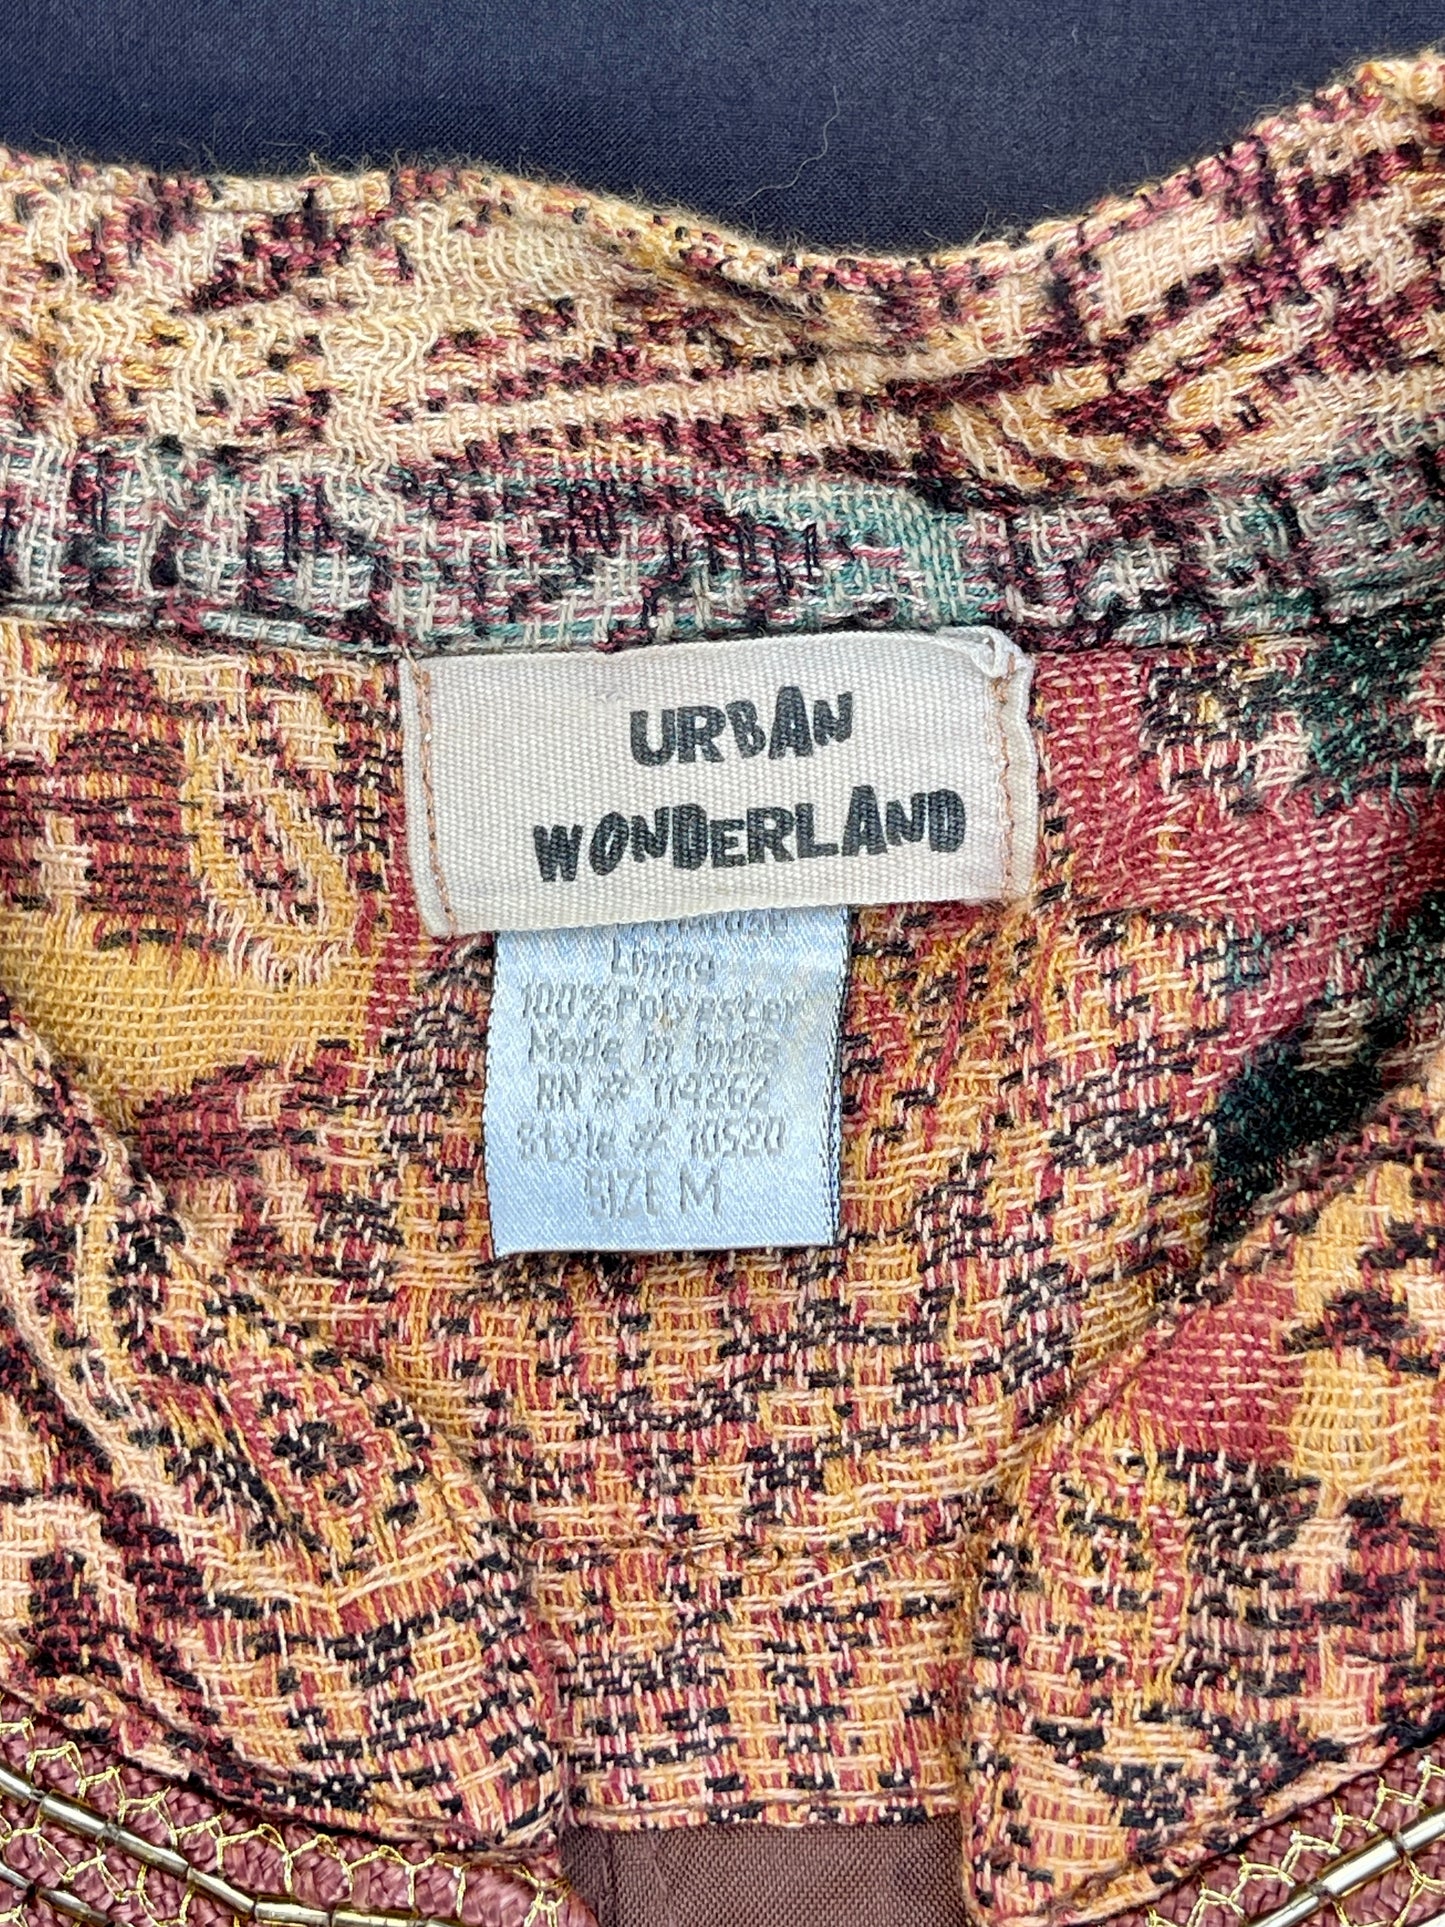 URBAN
WONDERLAND
Lining
100% Polyester
Made in India
RN # 114262
Style # 10520
SIZE M